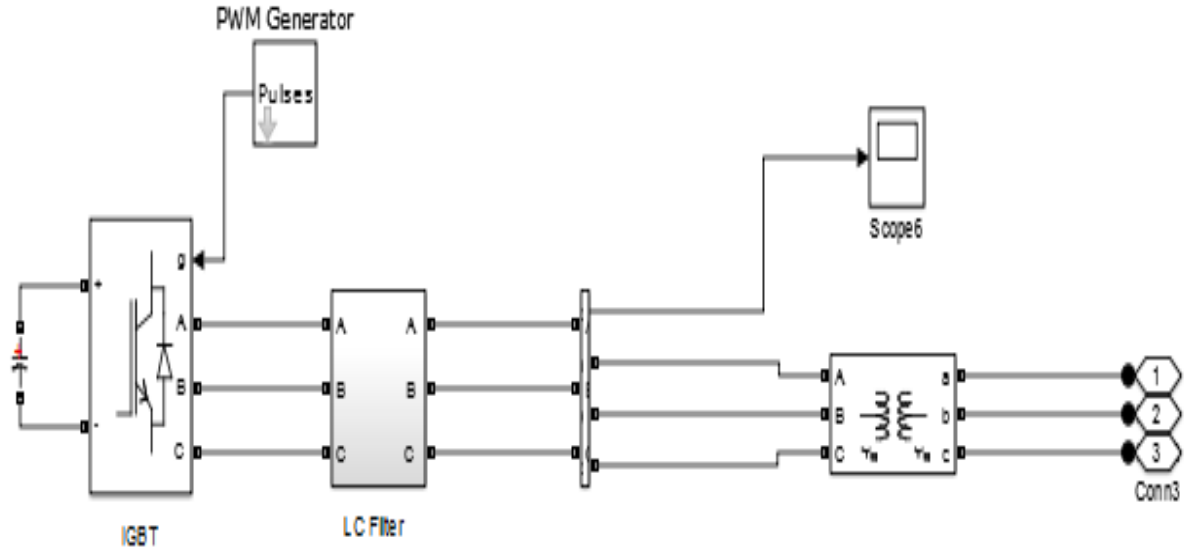 PWM Generator
Pulses
Scope6
g
+
A
B
C
-
A A
B B
C C
A a
B b
C c
1
2
3
Conn3
IGBT
LC Filter